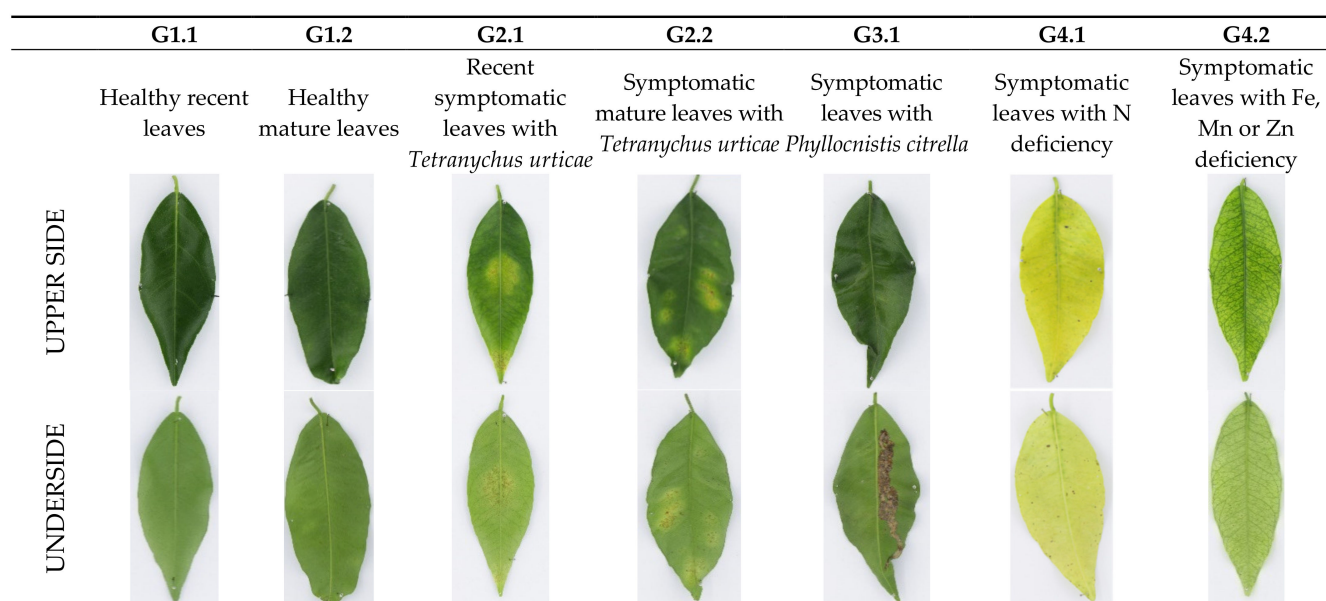 G1.1 G1.2 G2.1 G2.2 G3.1 G4.1 G4.2
Healthy recent
leaves
Healthy
mature leaves
Recent
symptomatic
leaves with
Tetranychus urticae
Symptomatic
mature leaves with
Tetranychus urticae
Symptomatic
leaves with
Phyllocnistis citrella
Symptomatic
leaves with N
deficiency
Symptomatic
leaves with Fe,
Mn or Zn
deficiency
UPPER SIDE
UNDERSIDE